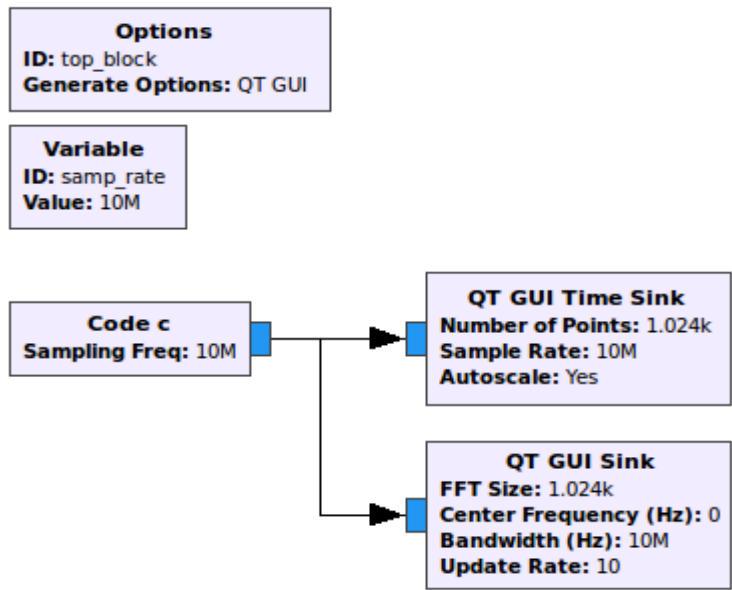 Options
ID: top_block
Generate Options: QT GUI
Variable
ID: samp_rate
Value: 10M
Code c
Sampling Freq: 10M
QT GUI Time Sink
Number of Points: 1.024k
Sample Rate: 10M
Autoscale: Yes
QT GUI Sink
FFT Size: 1.024k
Center Frequency (Hz): 0
Bandwidth (Hz): 10M
Update Rate: 10